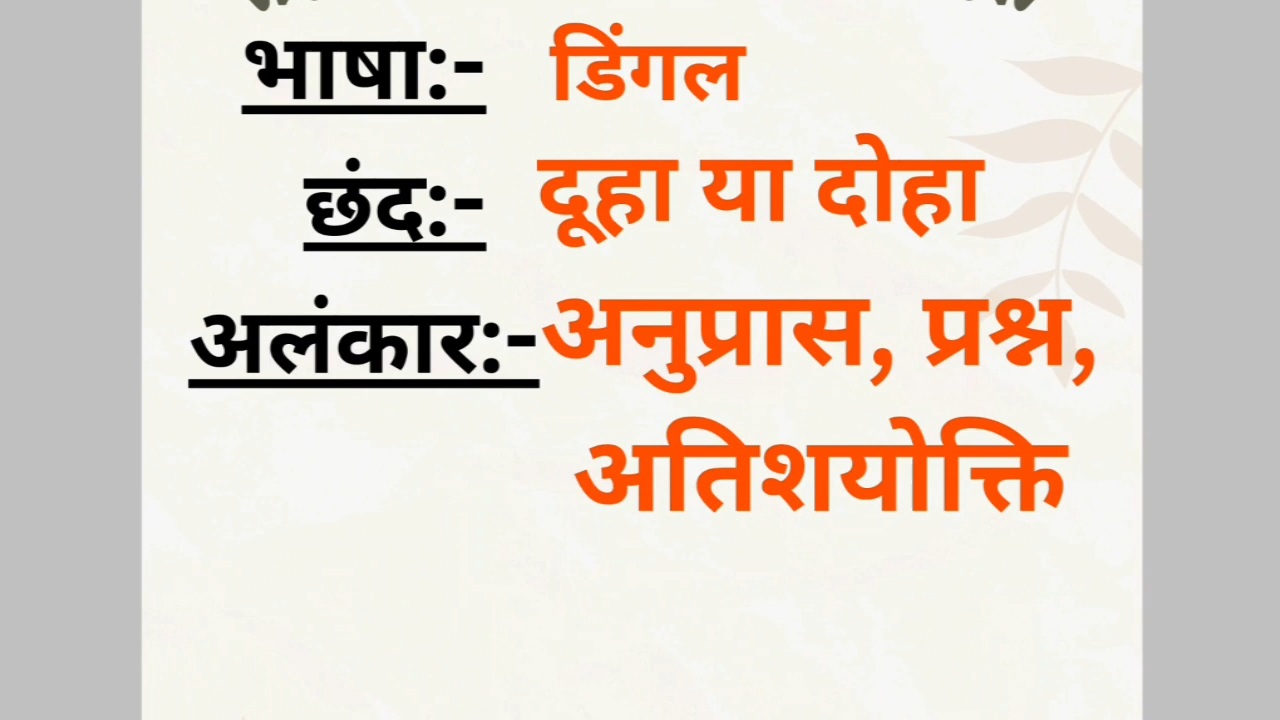 भाषा:- डिंगल
छंद:- दूहा या दोहा
अलंकार:- अनुप्रास, प्रश्न,
अतिशयोक्ति